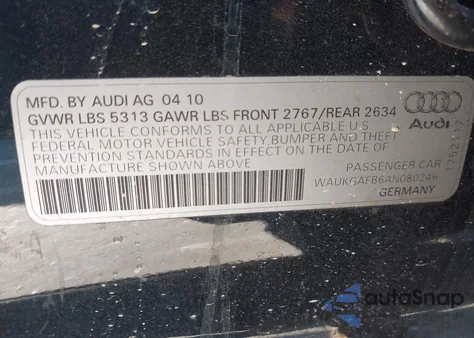 MFD. BY AUDI AG 04 10
GVWR LBS 5313 GAWR LBS FRONT 2767/REAR 2634
THIS VEHICLE CONFORMS TO ALL APPLICABLE U.S.
FEDERAL MOTOR VEHICLE SAFETY BUMPER AND THEFT
PREVENTION STANDARDS IN EFFECT ON THE DATE OF
MANUFACTURE SHOWN ABOVE
Audi
PASSENGER CAR
WAUKGAFB6AN080246
GERMANY
autoSnap